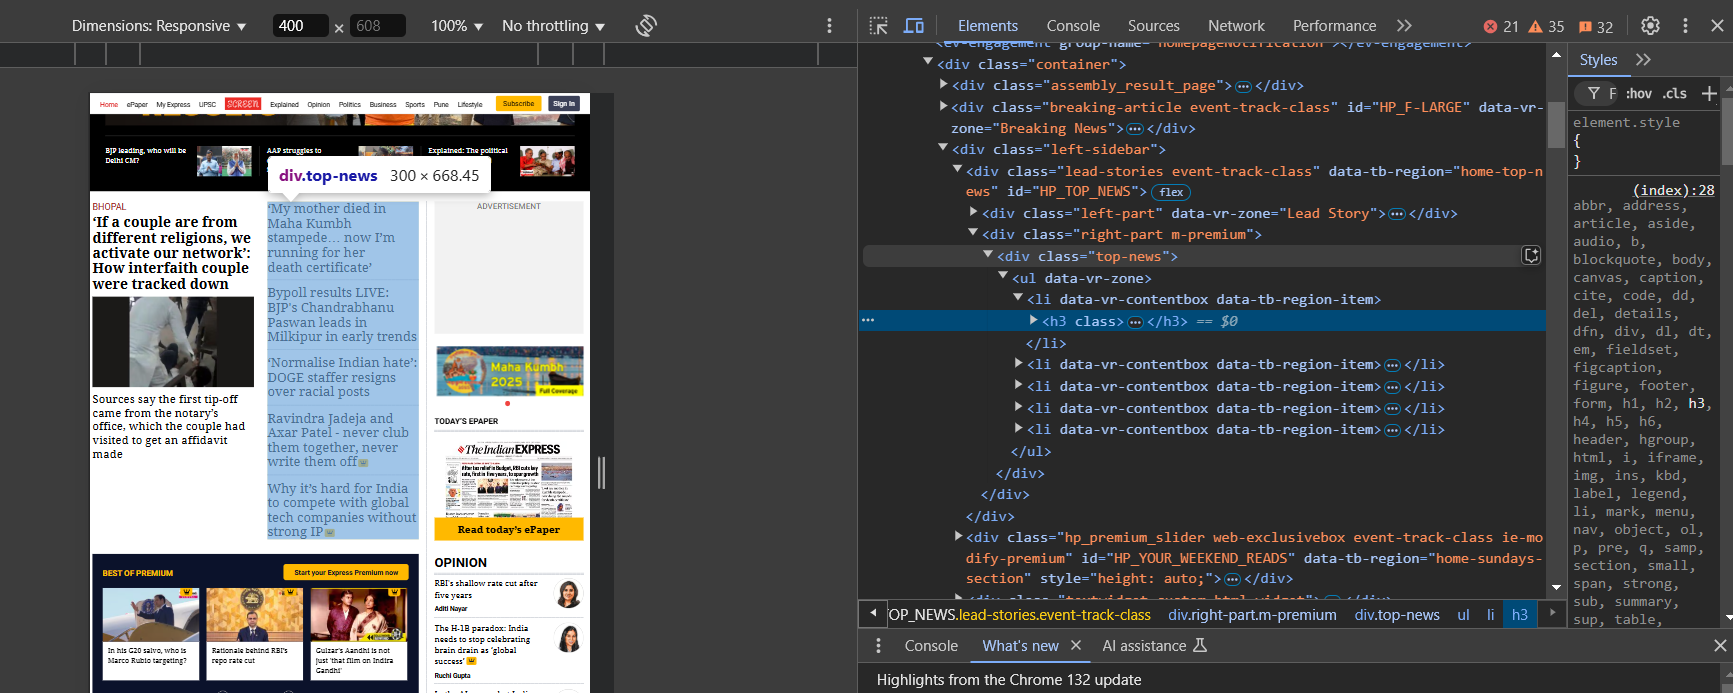 Dimensions: Responsive
400
×
608
100%
No throttling
Home ePaper My Express UPSC SCREEN Explained Opinion Politics Business Sports Pune Lifestyle Subscribe Sign In
RESULTS
BJP leading, who will be
Delhi CM?
AAP struggles to
Explained: The political
div.top-news 300 × 668.45
BHOPAL
‘If a couple are from
different religions, we
activate our network’:
How interfaith couple
were tracked down
Sources say the first tip-off
came from the notary’s
office, which the couple had
visited to get an affidavit
made
‘My mother died in
Maha Kumbh
stampede… now I’m
running for her
death certificate’
Bypoll results LIVE:
BJP’s Chandrabhanu
Paswan leads in
Milkipur in early trends
‘Normalise Indian hate’:
DOGE staffer resigns
over racial posts
Ravindra Jadeja and
Axar Patel - never club
them together, never
write them off
Why it’s hard for India
to compete with global
tech companies without
strong IP
ADVERTISEMENT
Maha Kumbh
2025
Full Coverage
TODAY'S EPAPER
The Indian EXPRESS
Read today’s ePaper
OPINION
RBI's shallow rate cut after
five years
Aditi Nayar
The H-1B paradox: India
needs to stop celebrating
brain drain as ‘global
success’
Ruchi Gupta
BEST OF PREMIUM
Start your Express Premium now
In his G20 salvo, who is
Marco Rubio targeting?
Rationale behind RBI's
repo rate cut
Gulzar's Aandhi is not
just 'that film on Indira
Gandhi'
Elements Console Sources Network Performance
21 35 32
<ev-engagement group-name="HomepageNotification"></ev-engagement>
<div class="container">
<div class="assembly_result_page"> … </div>
<div class="breaking-article event-track-class" id="HP_F-LARGE" data-vr-
zone="Breaking News"> … </div>
<div class="left-sidebar">
<div class="lead-stories event-track-class" data-tb-region="home-top-n
ews" id="HP_TOP_NEWS"> flex
<div class="left-part" data-vr-zone="Lead Story"> … </div>
<div class="right-part m-premium">
<div class="top-news">
<ul data-vr-zone>
<li data-vr-contentbox data-tb-region-item>
… <h3 class> … </h3> == $0
</li>
<li data-vr-contentbox data-tb-region-item> … </li>
<li data-vr-contentbox data-tb-region-item> … </li>
<li data-vr-contentbox data-tb-region-item> … </li>
<li data-vr-contentbox data-tb-region-item> … </li>
</ul>
</div>
</div>
</div>
<div class="hp_premium_slider web-exclusivebox event-track-class ie-mo
dify-premium" id="HP_YOUR_WEEKEND_READS" data-tb-region="home-sundays-
section" style="height: auto;"> … </div>
OP_NEWS.lead-stories.event-track-class div.right-part.m-premium div.top-news ul li h3
Styles
F :hov .cls +
element.style
{
}
(index):28
abbr, address,
article, aside,
audio, b,
blockquote, body,
canvas, caption,
cite, code, dd,
del, details,
dfn, div, dl, dt,
em, fieldset,
figcaption,
figure, footer,
form, h1, h2, h3,
h4, h5, h6,
header, hgroup,
html, i, iframe,
img, ins, kbd,
label, legend,
li, mark, menu,
nav, object, ol,
p, pre, q, samp,
section, small,
span, strong,
sub, summary,
sup, table,
Console What's new AI assistance
Highlights from the Chrome 132 update